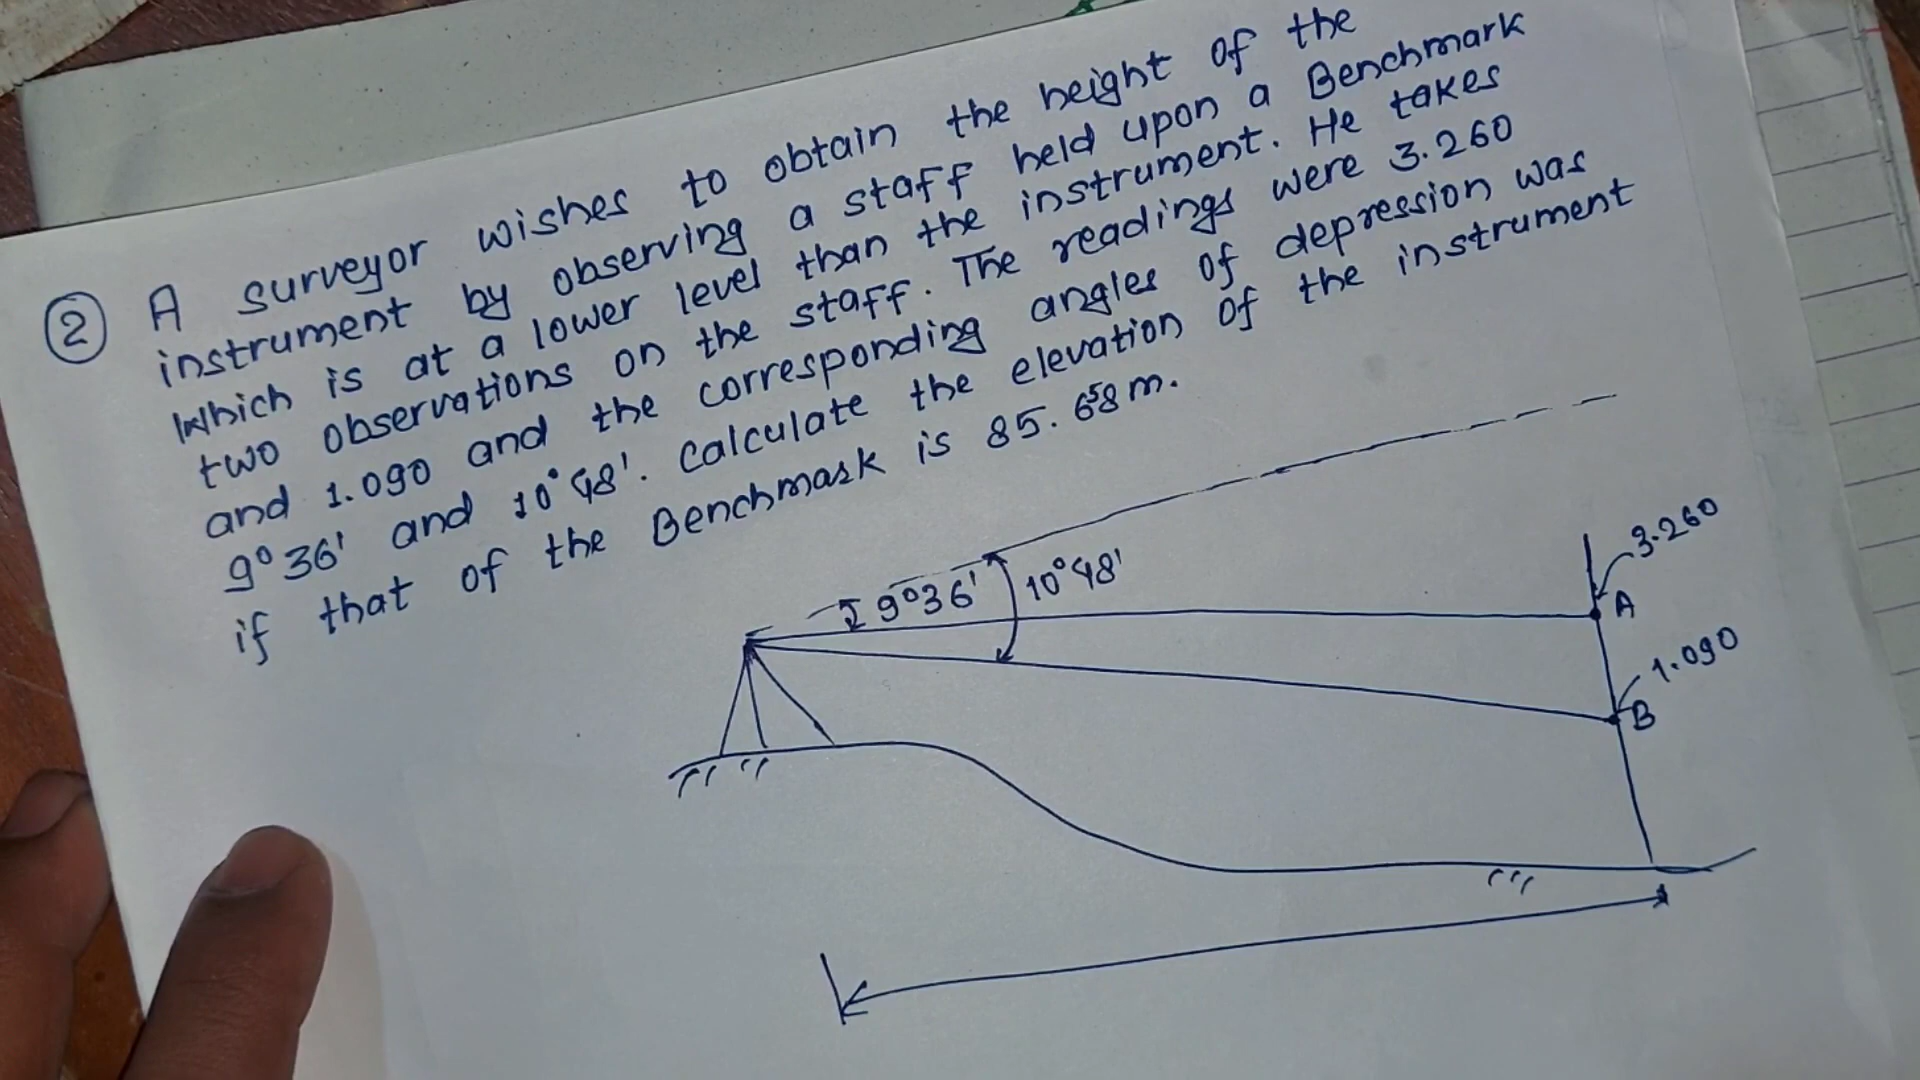 ② A surveyor wishes to obtain the height of the
instrument by observing a staff held upon a Benchmark
which is at a lower level than the instrument. He takes
two observations on the staff. The readings were 3.260
and 1.090 and the corresponding angles of depression was
9°36' and 10°48'. calculate the elevation of the instrument
if that of the Benchmark is 85.658m.
9°36'
10°48'
3.260
A
1.090
B